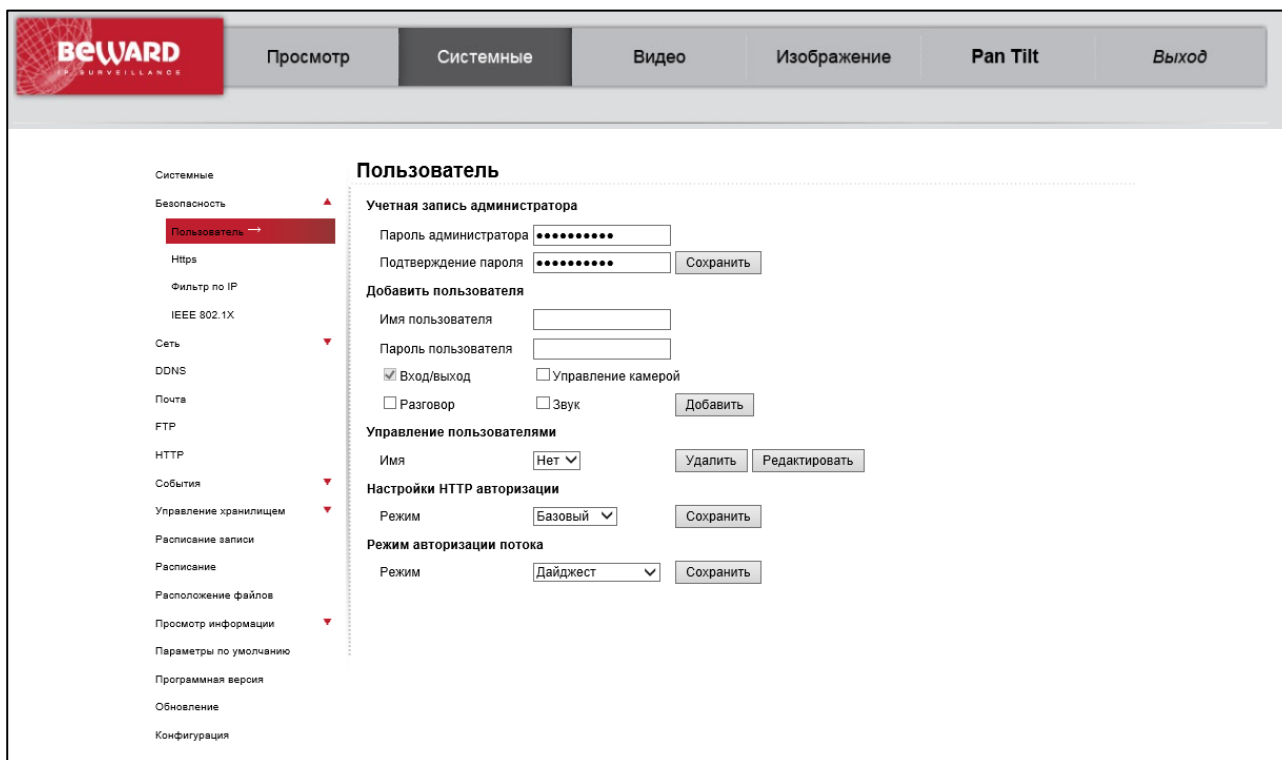 BEWARD
IP SURVEILLANCE
Просмотр
Системные
Видео
Изображение
Pan Tilt
Выход
Системные
Безопасность
Пользователь →
Https
Фильтр по IP
IEEE 802.1X
Сеть
DDNS
Почта
FTP
HTTP
События
Управление хранилищем
Расписание записи
Расписание
Расположение файлов
Просмотр информации
Параметры по умолчанию
Программная версия
Обновление
Конфигурация
Пользователь
Учетная запись администратора
Пароль администратора ●●●●●●●●●●
Подтверждение пароля ●●●●●●●●●● Сохранить
Добавить пользователя
Имя пользователя
Пароль пользователя
Вход/выход Управление камерой
Разговор Звук Добавить
Управление пользователями
Имя Нет Удалить Редактировать
Настройки HTTP авторизации
Режим Базовый Сохранить
Режим авторизации потока
Режим Дайджест Сохранить